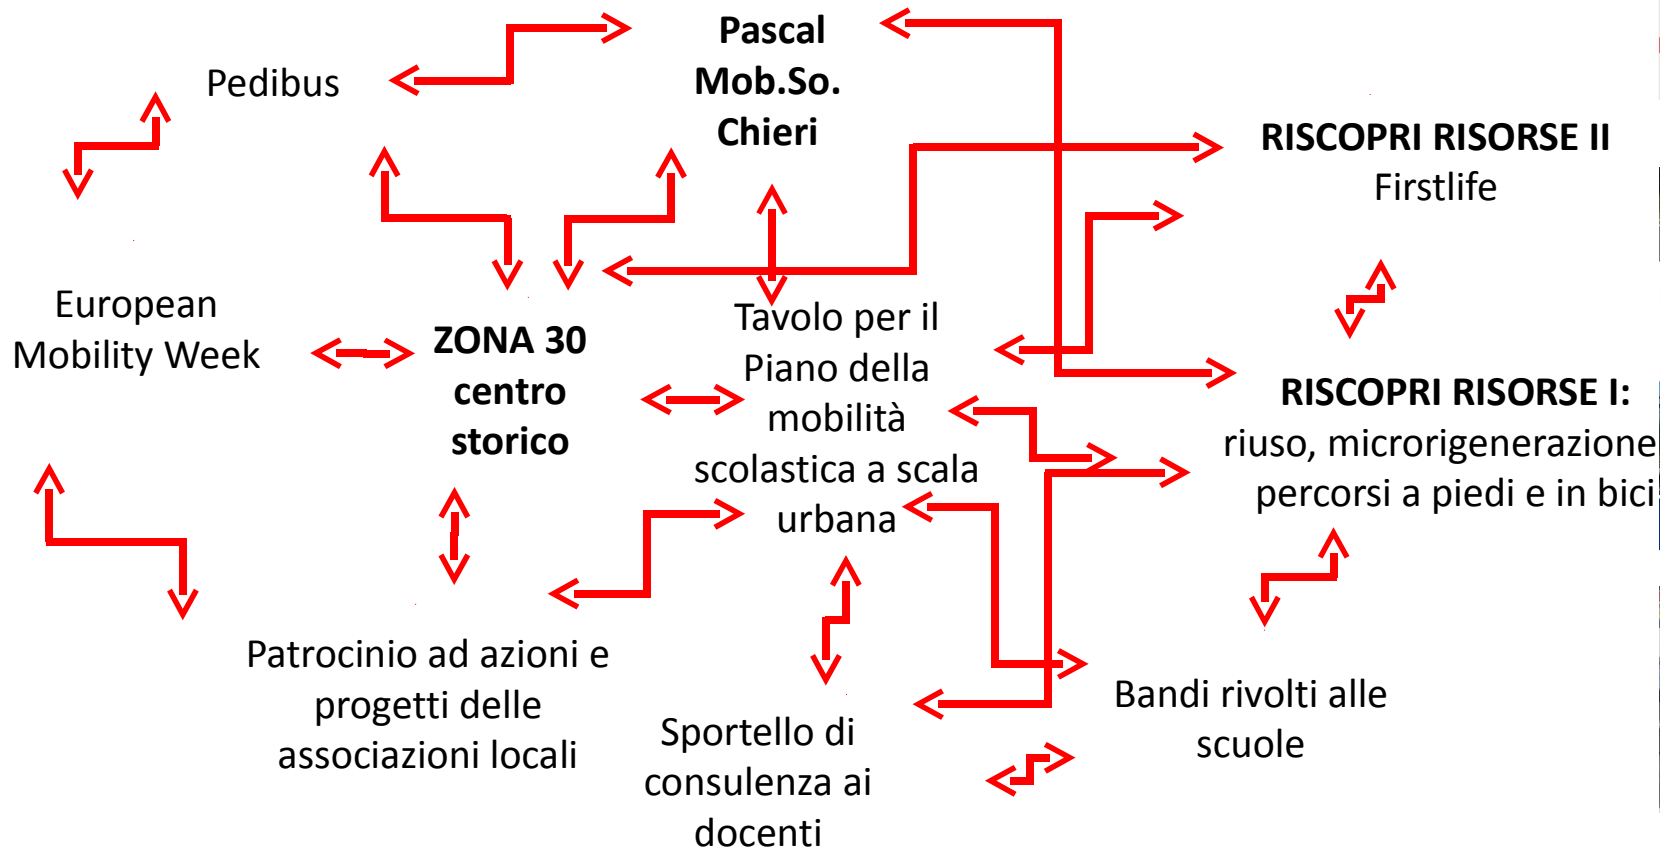 Pascal
Mob.So.
Chieri
Pedibus
RISCOPRI RISORSE II
Firstlife
European
Mobility Week
ZONA 30
centro
storico
Tavolo per il
Piano della
mobilità
scolastica a scala
urbana
RISCOPRI RISORSE I:
riuso, microrigenerazione
percorsi a piedi e in bici
Patrocinio ad azioni e
progetti delle
associazioni locali
Sportello di
consulenza ai
docenti
Bandi rivolti alle
scuole